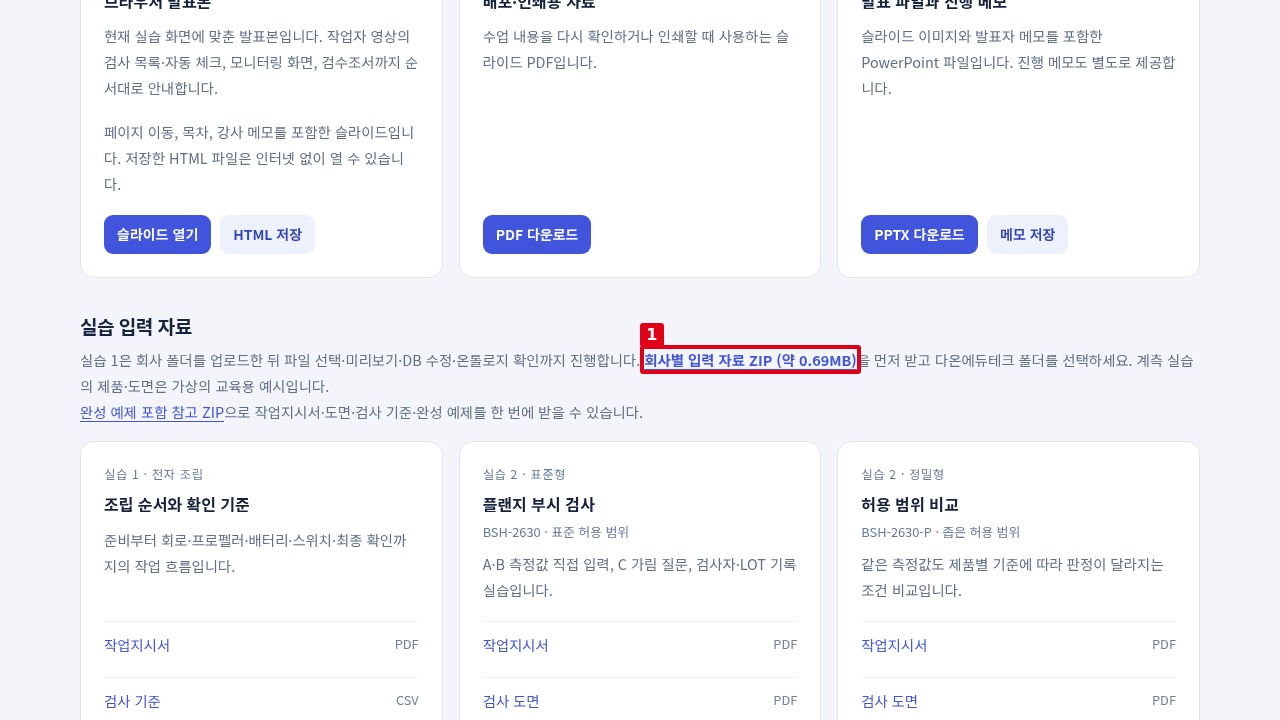 브라우저 발표본
현재 실습 화면에 맞춘 발표본입니다. 작업자 영상의
검사 목록·자동 체크, 모니터링 화면, 검수조서까지 순
서대로 안내합니다.
페이지 이동, 목차, 강사 메모를 포함한 슬라이드입니
다. 저장한 HTML 파일은 인터넷 없이 열 수 있습니
다.
슬라이드 열기
HTML 저장
배포·인쇄용 자료
수업 내용을 다시 확인하거나 인쇄할 때 사용하는 슬
라이드 PDF입니다.
PDF 다운로드
발표 파일과 진행 메모
슬라이드 이미지와 발표자 메모를 포함한
PowerPoint 파일입니다. 진행 메모도 별도로 제공합
니다.
PPTX 다운로드
메모 저장
실습 입력 자료
1
실습 1은 회사 폴더를 업로드한 뒤 파일 선택·미리보기·DB 수정·온톨로지 확인까지 진행합니다. 회사별 입력 자료 ZIP (약 0.69MB)을 먼저 받고 다온에듀테크 폴더를 선택하세요. 계측 실습
의 제품·도면은 가상의 교육용 예시입니다.
완성 예제 포함 참고 ZIP으로 작업지시서·도면·검사 기준·완성 예제를 한 번에 받을 수 있습니다.
실습 1 · 전자 조립
조립 순서와 확인 기준
준비부터 회로·프로펠러·배터리·스위치·최종 확인까
지의 작업 흐름입니다.
작업지시서 PDF
검사 기준 CSV
실습 2 · 표준형
플랜지 부시 검사
BSH-2630 · 표준 허용 범위
A·B 측정값 직접 입력, C 가림 질문, 검사자·LOT 기록
실습입니다.
작업지시서 PDF
검사 도면 PDF
실습 2 · 정밀형
허용 범위 비교
BSH-2630-P · 좁은 허용 범위
같은 측정값도 제품별 기준에 따라 판정이 달라지는
조건 비교입니다.
작업지시서 PDF
검사 도면 PDF